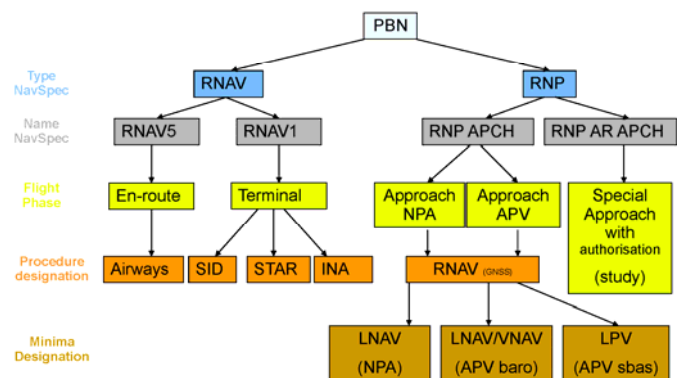 PBN
Type
NavSpec
RNAV
RNP
Name
NavSpec
RNAV5
RNAV1
RNP APCH
RNP AR APCH
Flight
Phase
En-route
Terminal
Approach
NPA
Approach
APV
Special
Approach
with
authorisation
(study)
Procedure
designation
Airways
SID
STAR
INA
RNAV (GNSS)
Minima
Designation
LNAV
(NPA)
LNAV/VNAV
(APV baro)
LPV
(APV sbas)